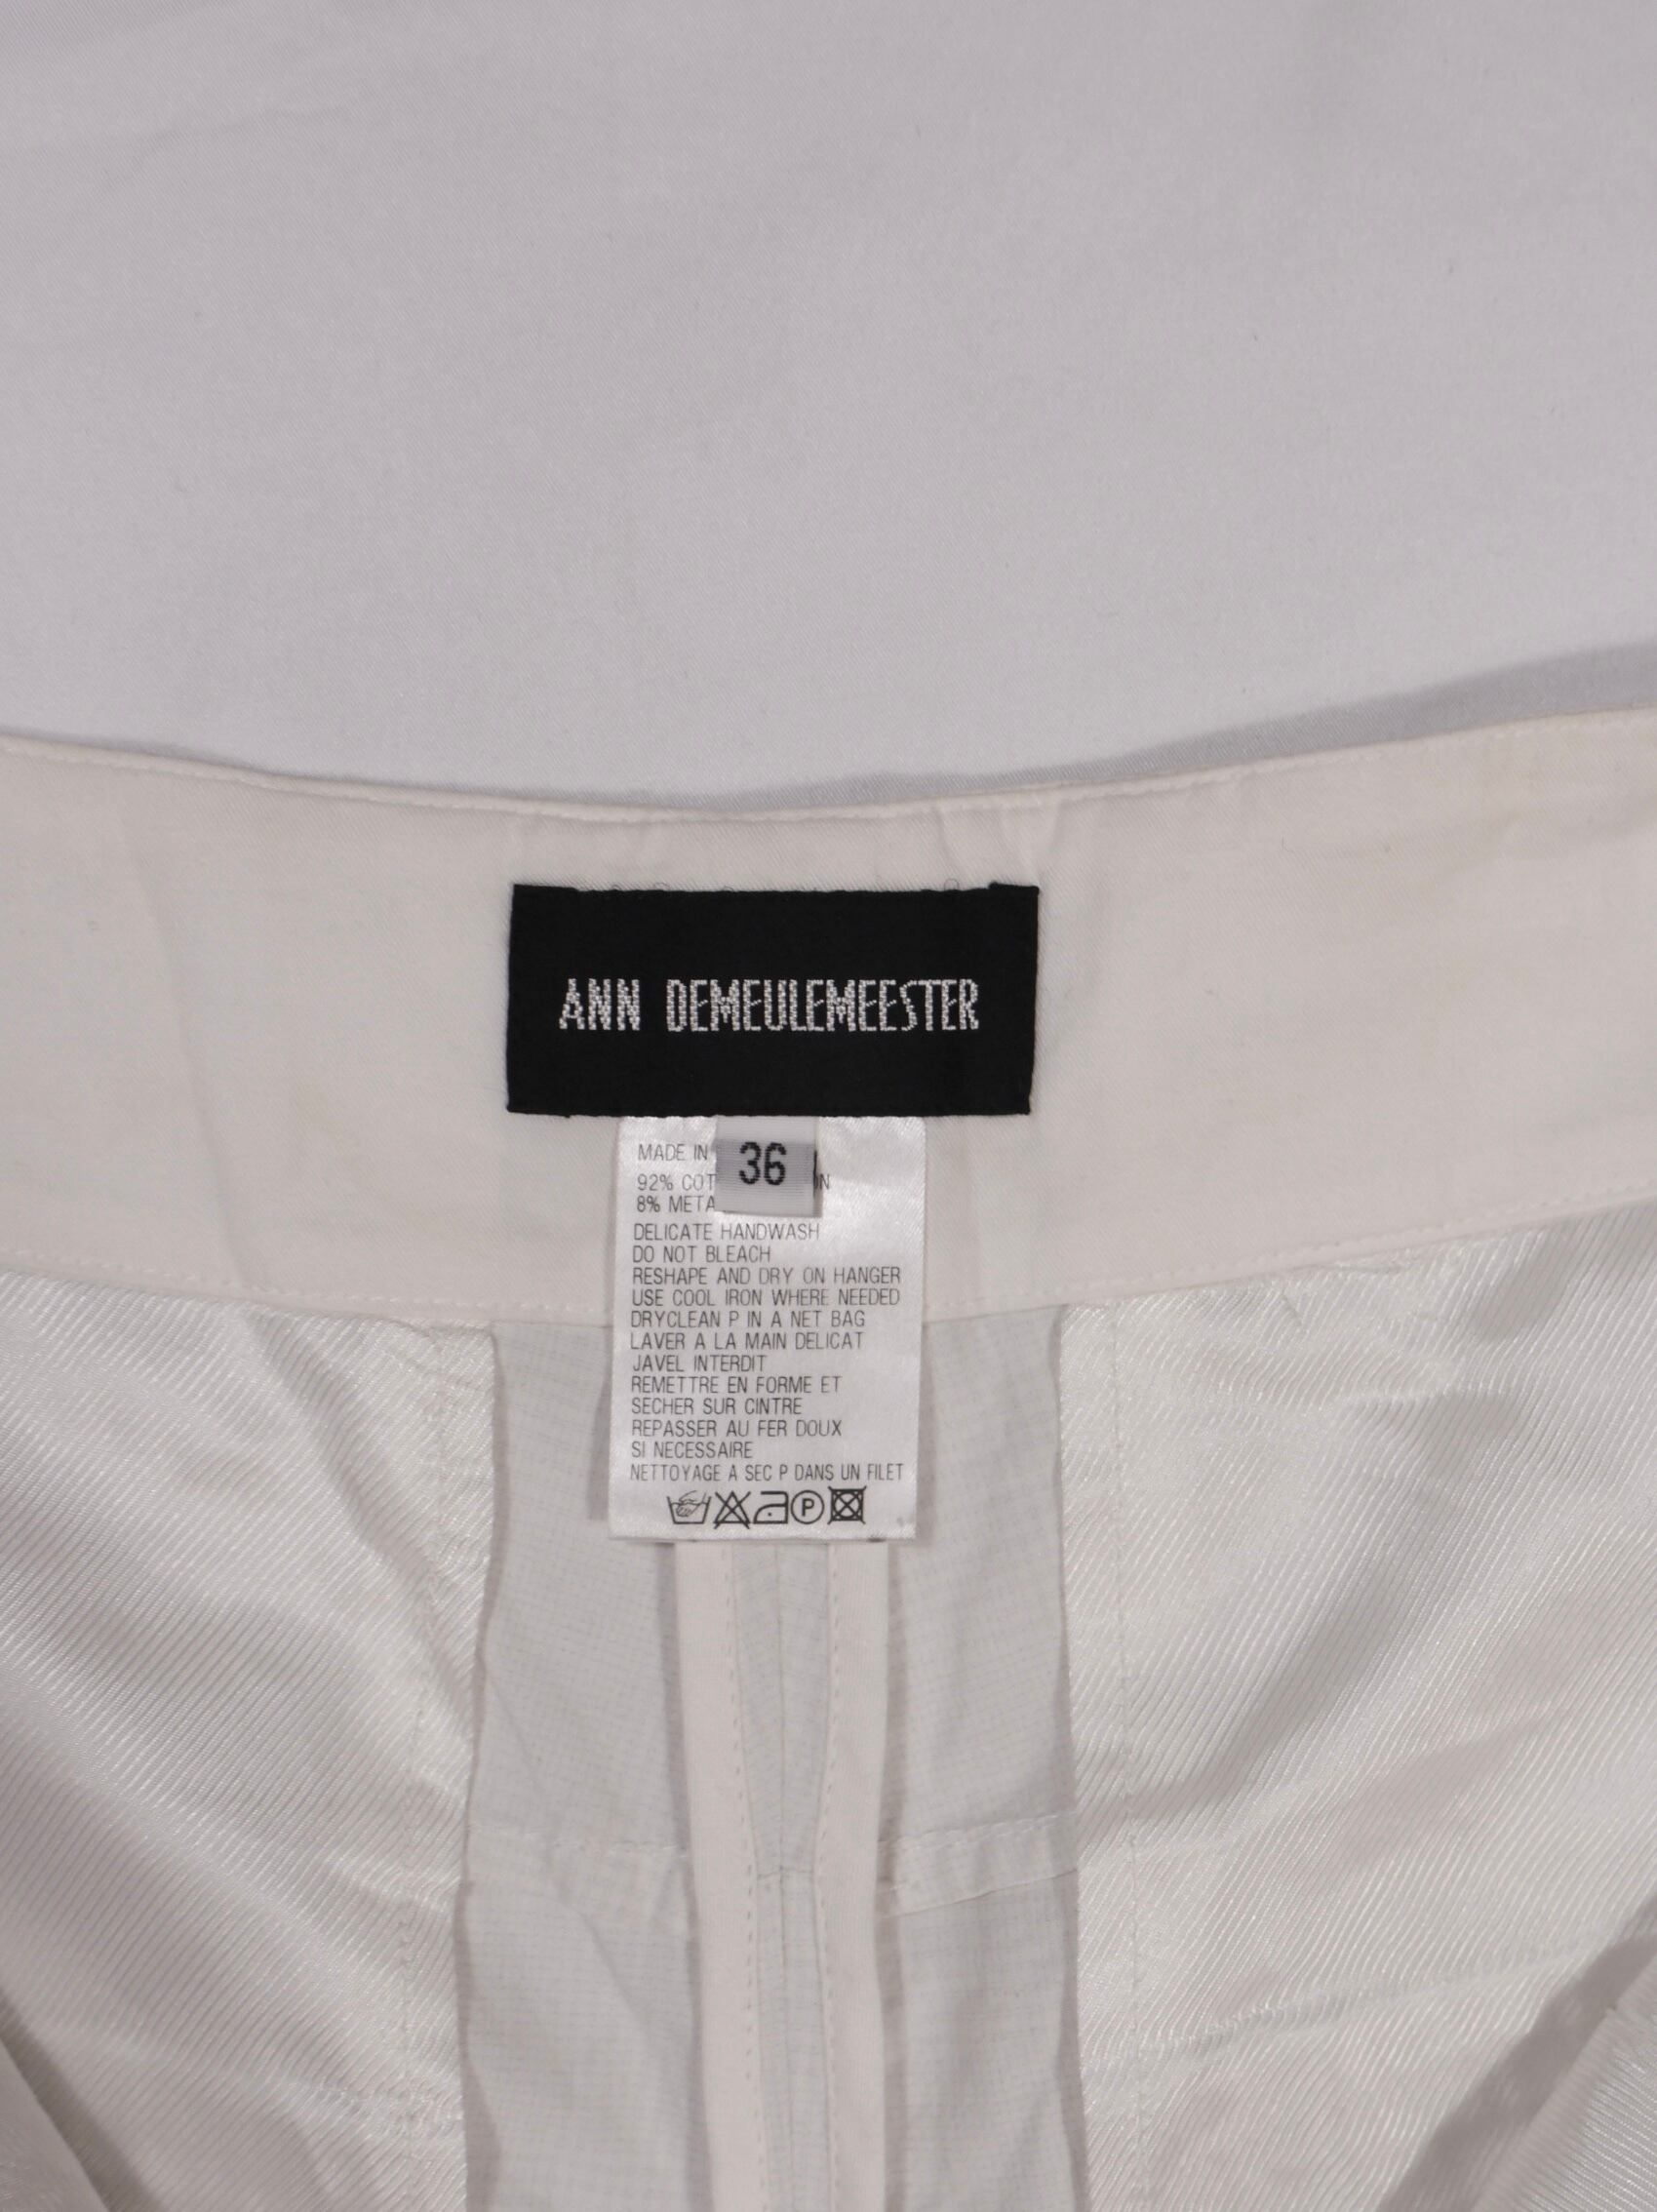 ANN DEMEULEMEESTER
36
MADE IN
92%
8%
DELICATE HANDWASH
DO NOT BLEACH
RESHAPE AND DRY ON HANGER
USE COOL IRON WHERE NEEDED
DRYCLEAN P IN A NET BAG
LAVER A LA MAIN DELICAT
JAVEL INTERDIT
REMETTRE EN FORME ET
SECHER SUR CINTRE
REPASSER AU FER DOUX
SI NECESSAIRE
NETTOYAGE A SEC P DANS UN FILET
P